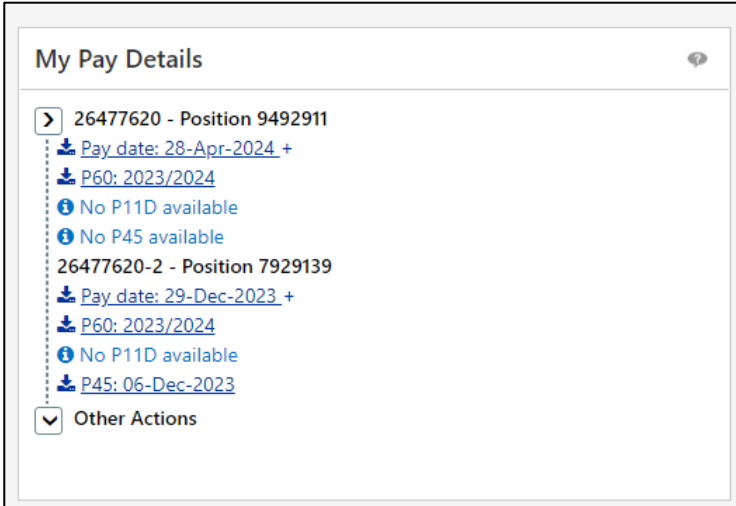 My Pay Details
26477620 - Position 9492911
Pay date: 28-Apr-2024 +
P60: 2023/2024
No P11D available
No P45 available
26477620-2 - Position 7929139
Pay date: 29-Dec-2023 +
P60: 2023/2024
No P11D available
P45: 06-Dec-2023
Other Actions